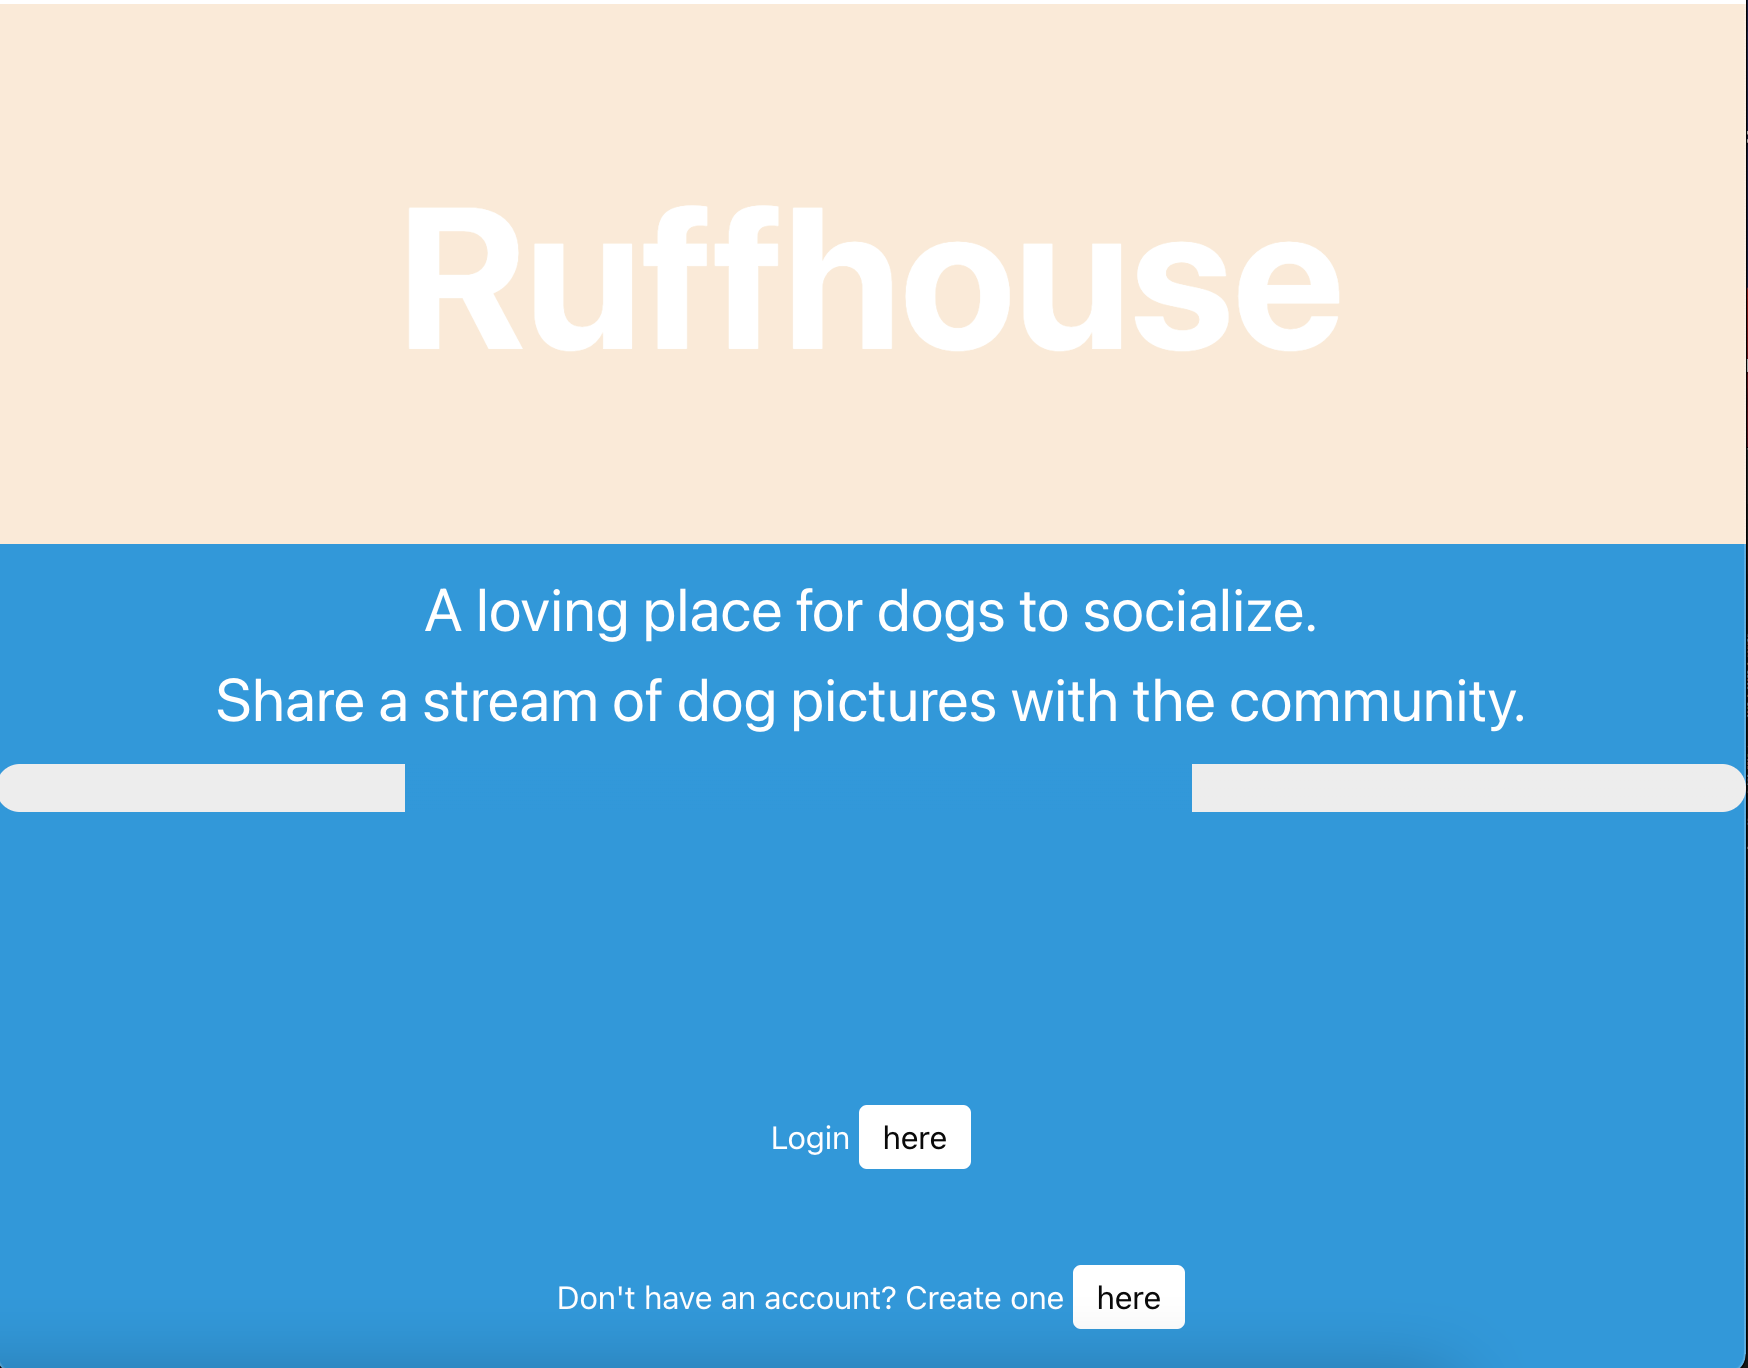 Ruffhouse
A loving place for dogs to socialize.
Share a stream of dog pictures with the community.
Login here
Don't have an account? Create one here